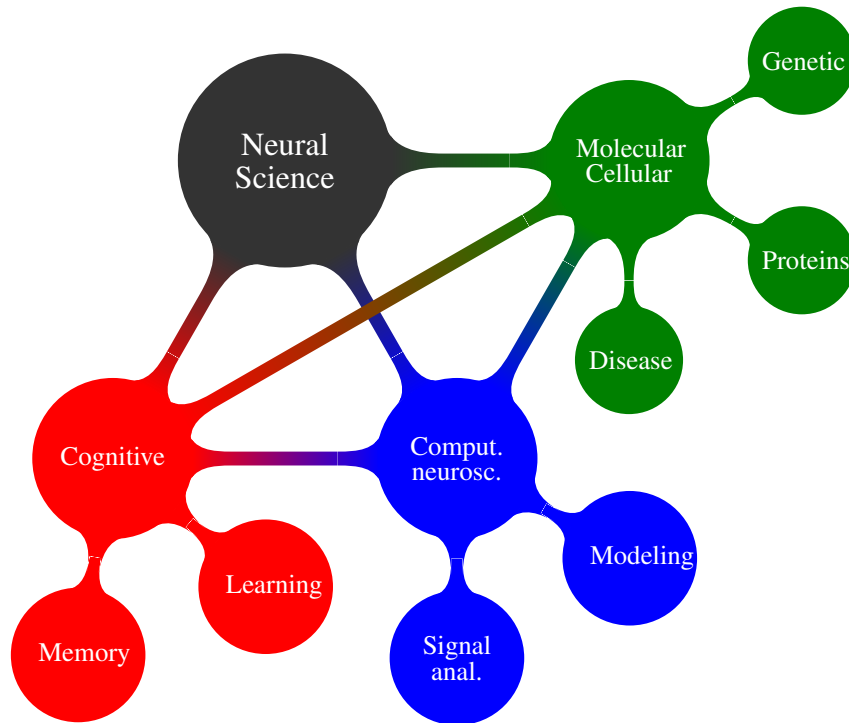 Neural
Science
Molecular
Cellular
Genetic
Proteins
Disease
Cognitive
Comput.
neurosc.
Learning
Memory
Modeling
Signal
anal.